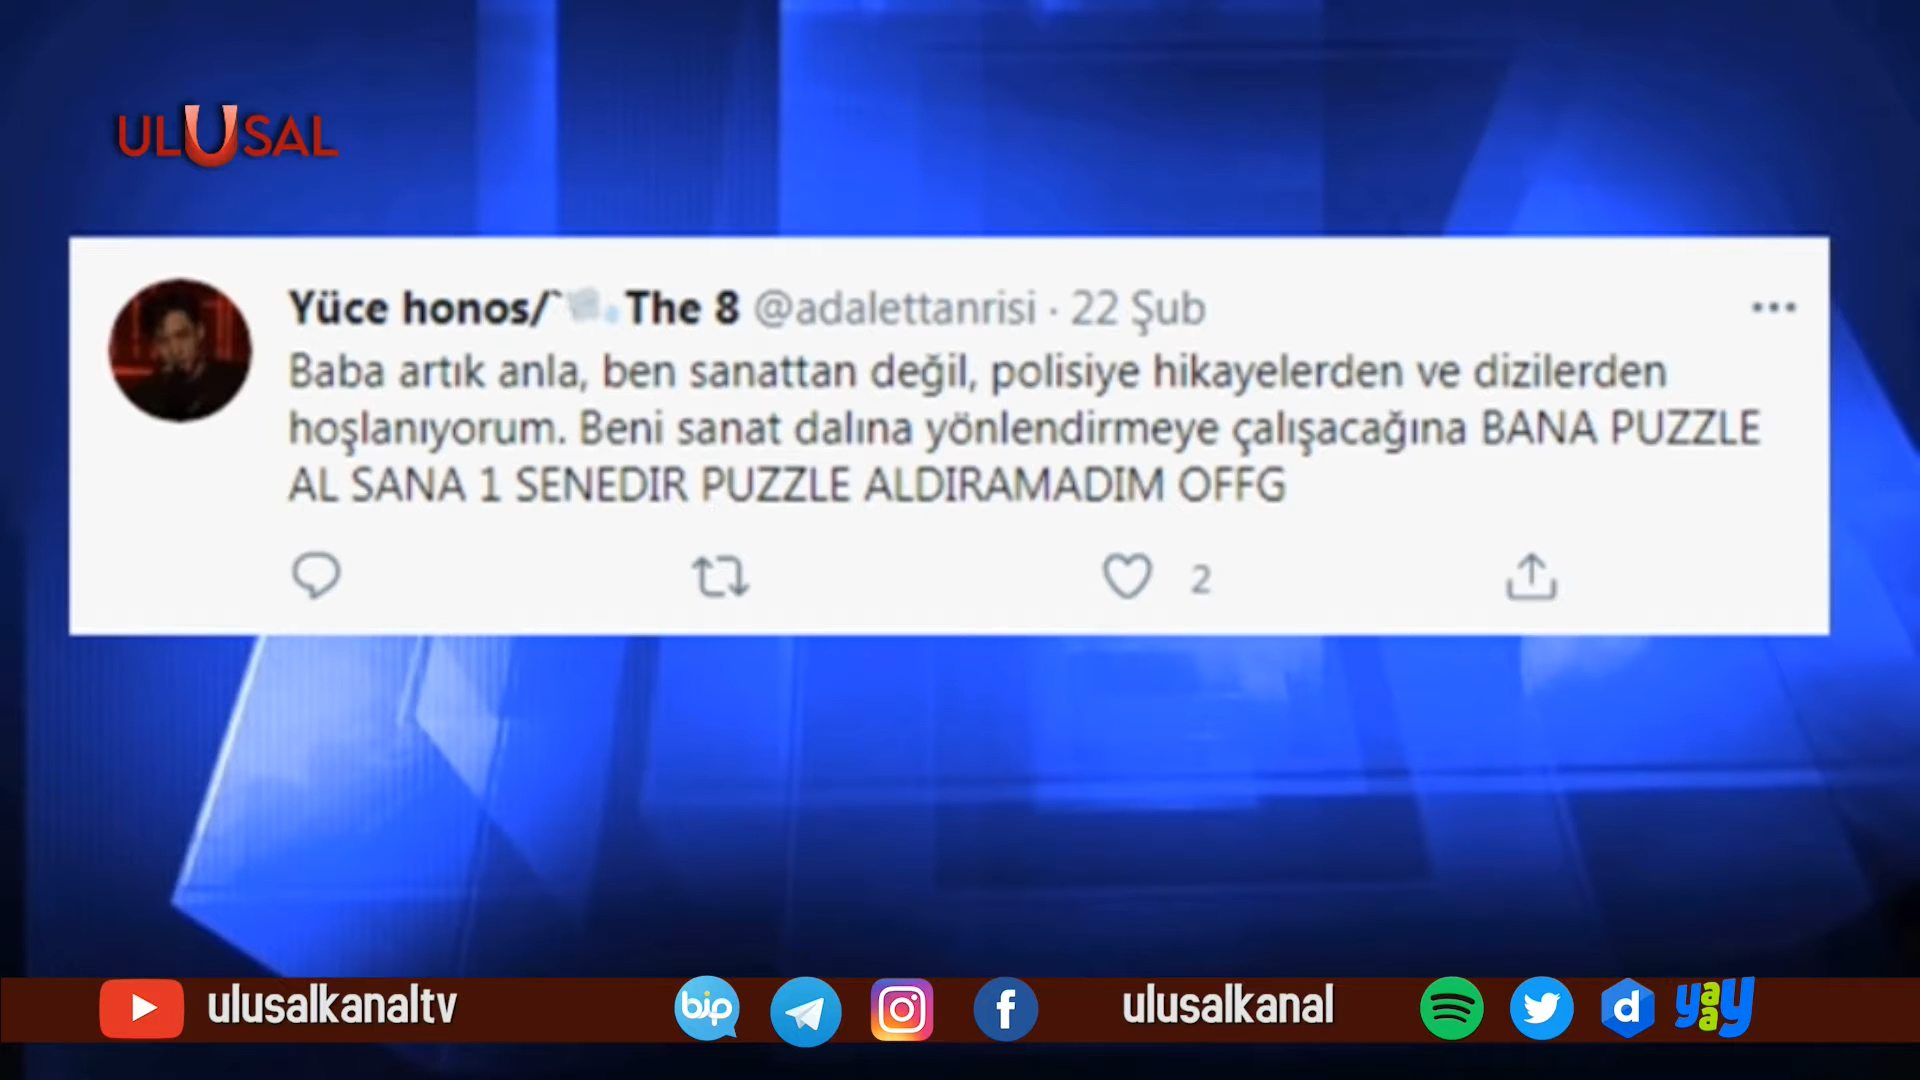 ULUSAL
Yüce honos/` The 8 @adalettanrisi · 22 Şub
Baba artık anla, ben sanattan değil, polisiye hikayelerden ve dizilerden
hoşlanıyorum. Beni sanat dalına yönlendirmeye çalışacağına BANA PUZZLE
AL SANA 1 SENEDIR PUZZLE ALDIRAMADIM OFFG
2
ulusalkanaltv bip f ulusalkanal d yaay